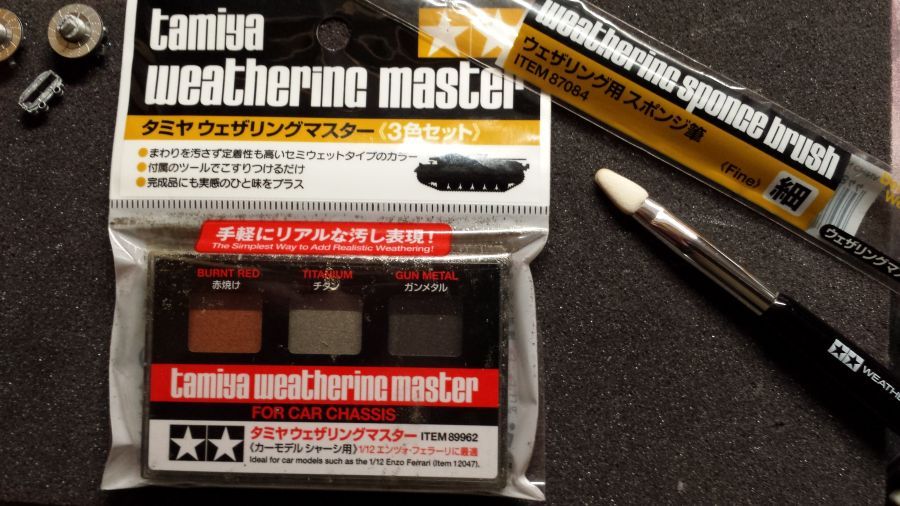 tamiya
weathering master
タミヤ ウェザリングマスター《3色セット》
●まわりを汚さず定着性も高いセミウェットタイプのカラー
●付属のツールでこすりつけるだけ
●完成品にも実感のひと味をプラス
手軽にリアルな汚し表現!
The Simplest Way to Add Realistic Weathering!
BURNT RED
赤焼け
TITANIUM
チタン
GUN METAL
ガンメタル
tamiya weathering master
FOR CAR CHASSIS
タミヤ ウェザリングマスター ITEM 89962
《カーモデル シャーシ用》1/12 エンツォ・フェラーリに最適
Ideal for car models such as the 1/12 Enzo Ferrari (Item 12047).
weathering sponge brush
ウェザリング用 スポンジ筆
ITEM 87084
《Fine》 細
ウェザリングマス
WEATHE